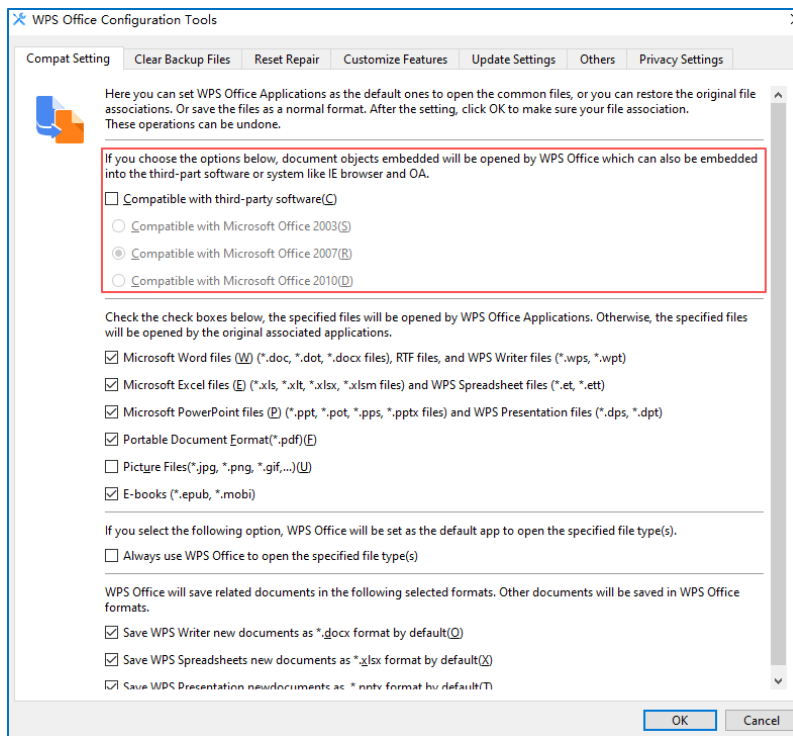 WPS Office Configuration Tools
Compat Setting
Clear Backup Files
Reset Repair
Customize Features
Update Settings
Others
Privacy Settings
Here you can set WPS Office Applications as the default ones to open the common files, or you can restore the original file
associations. Or save the files as a normal format. After the setting, click OK to make sure your file association.
These operations can be undone.
If you choose the options below, document objects embedded will be opened by WPS Office which can also be embedded
into the third-part software or system like IE browser and OA.
Compatible with third-party software(C)
Compatible with Microsoft Office 2003(S)
Compatible with Microsoft Office 2007(R)
Compatible with Microsoft Office 2010(D)
Check the check boxes below, the specified files will be opened by WPS Office Applications. Otherwise, the specified files
will be opened by the original associated applications.
Microsoft Word files (W) (*.doc, *.dot, *.docx files), RTF files, and WPS Writer files (*.wps, *.wpt)
Microsoft Excel files (E) (*.xls, *.xlt, *.xlsx, *.xlsm files) and WPS Spreadsheet files (*.et, *.ett)
Microsoft PowerPoint files (P) (*.ppt, *.pot, *.pps, *.pptx files) and WPS Presentation files (*.dps, *.dpt)
Portable Document Format(*.pdf)(F)
Picture Files(*.jpg, *.png, *.gif,...)(U)
E-books (*.epub, *.mobi)
If you select the following option, WPS Office will be set as the default app to open the specified file type(s).
Always use WPS Office to open the specified file type(s)
WPS Office will save related documents in the following selected formats. Other documents will be saved in WPS Office
formats.
Save WPS Writer new documents as *.docx format by default(O)
Save WPS Spreadsheets new documents as *.xlsx format by default(X)
Save WPS Presentation newdocuments as *.pptx format by default(T)
OK
Cancel